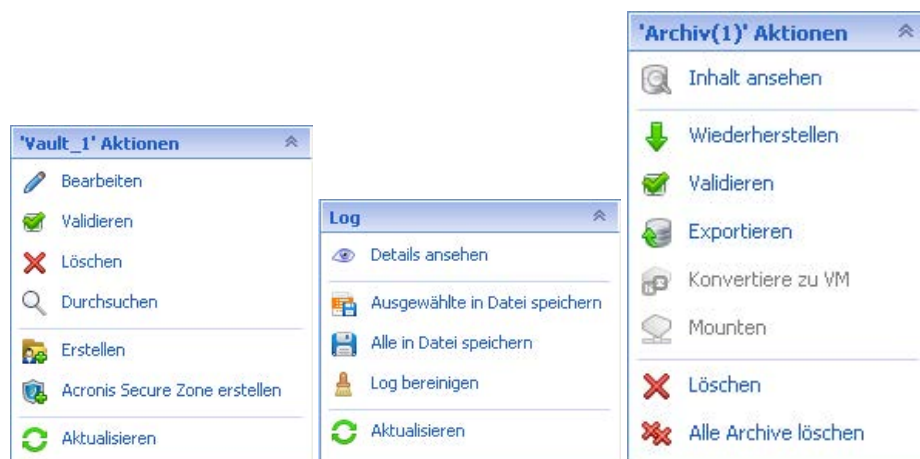 'Vault_1' Aktionen
Bearbeiten
Validieren
Löschen
Durchsuchen
Erstellen
Acronis Secure Zone erstellen
Aktualisieren
Log
Details ansehen
Ausgewählte in Datei speichern
Alle in Datei speichern
Log bereinigen
Aktualisieren
'Archiv(1)' Aktionen
Inhalt ansehen
Wiederherstellen
Validieren
Exportieren
Konvertiere zu VM
Mounten
Löschen
Alle Archive löschen